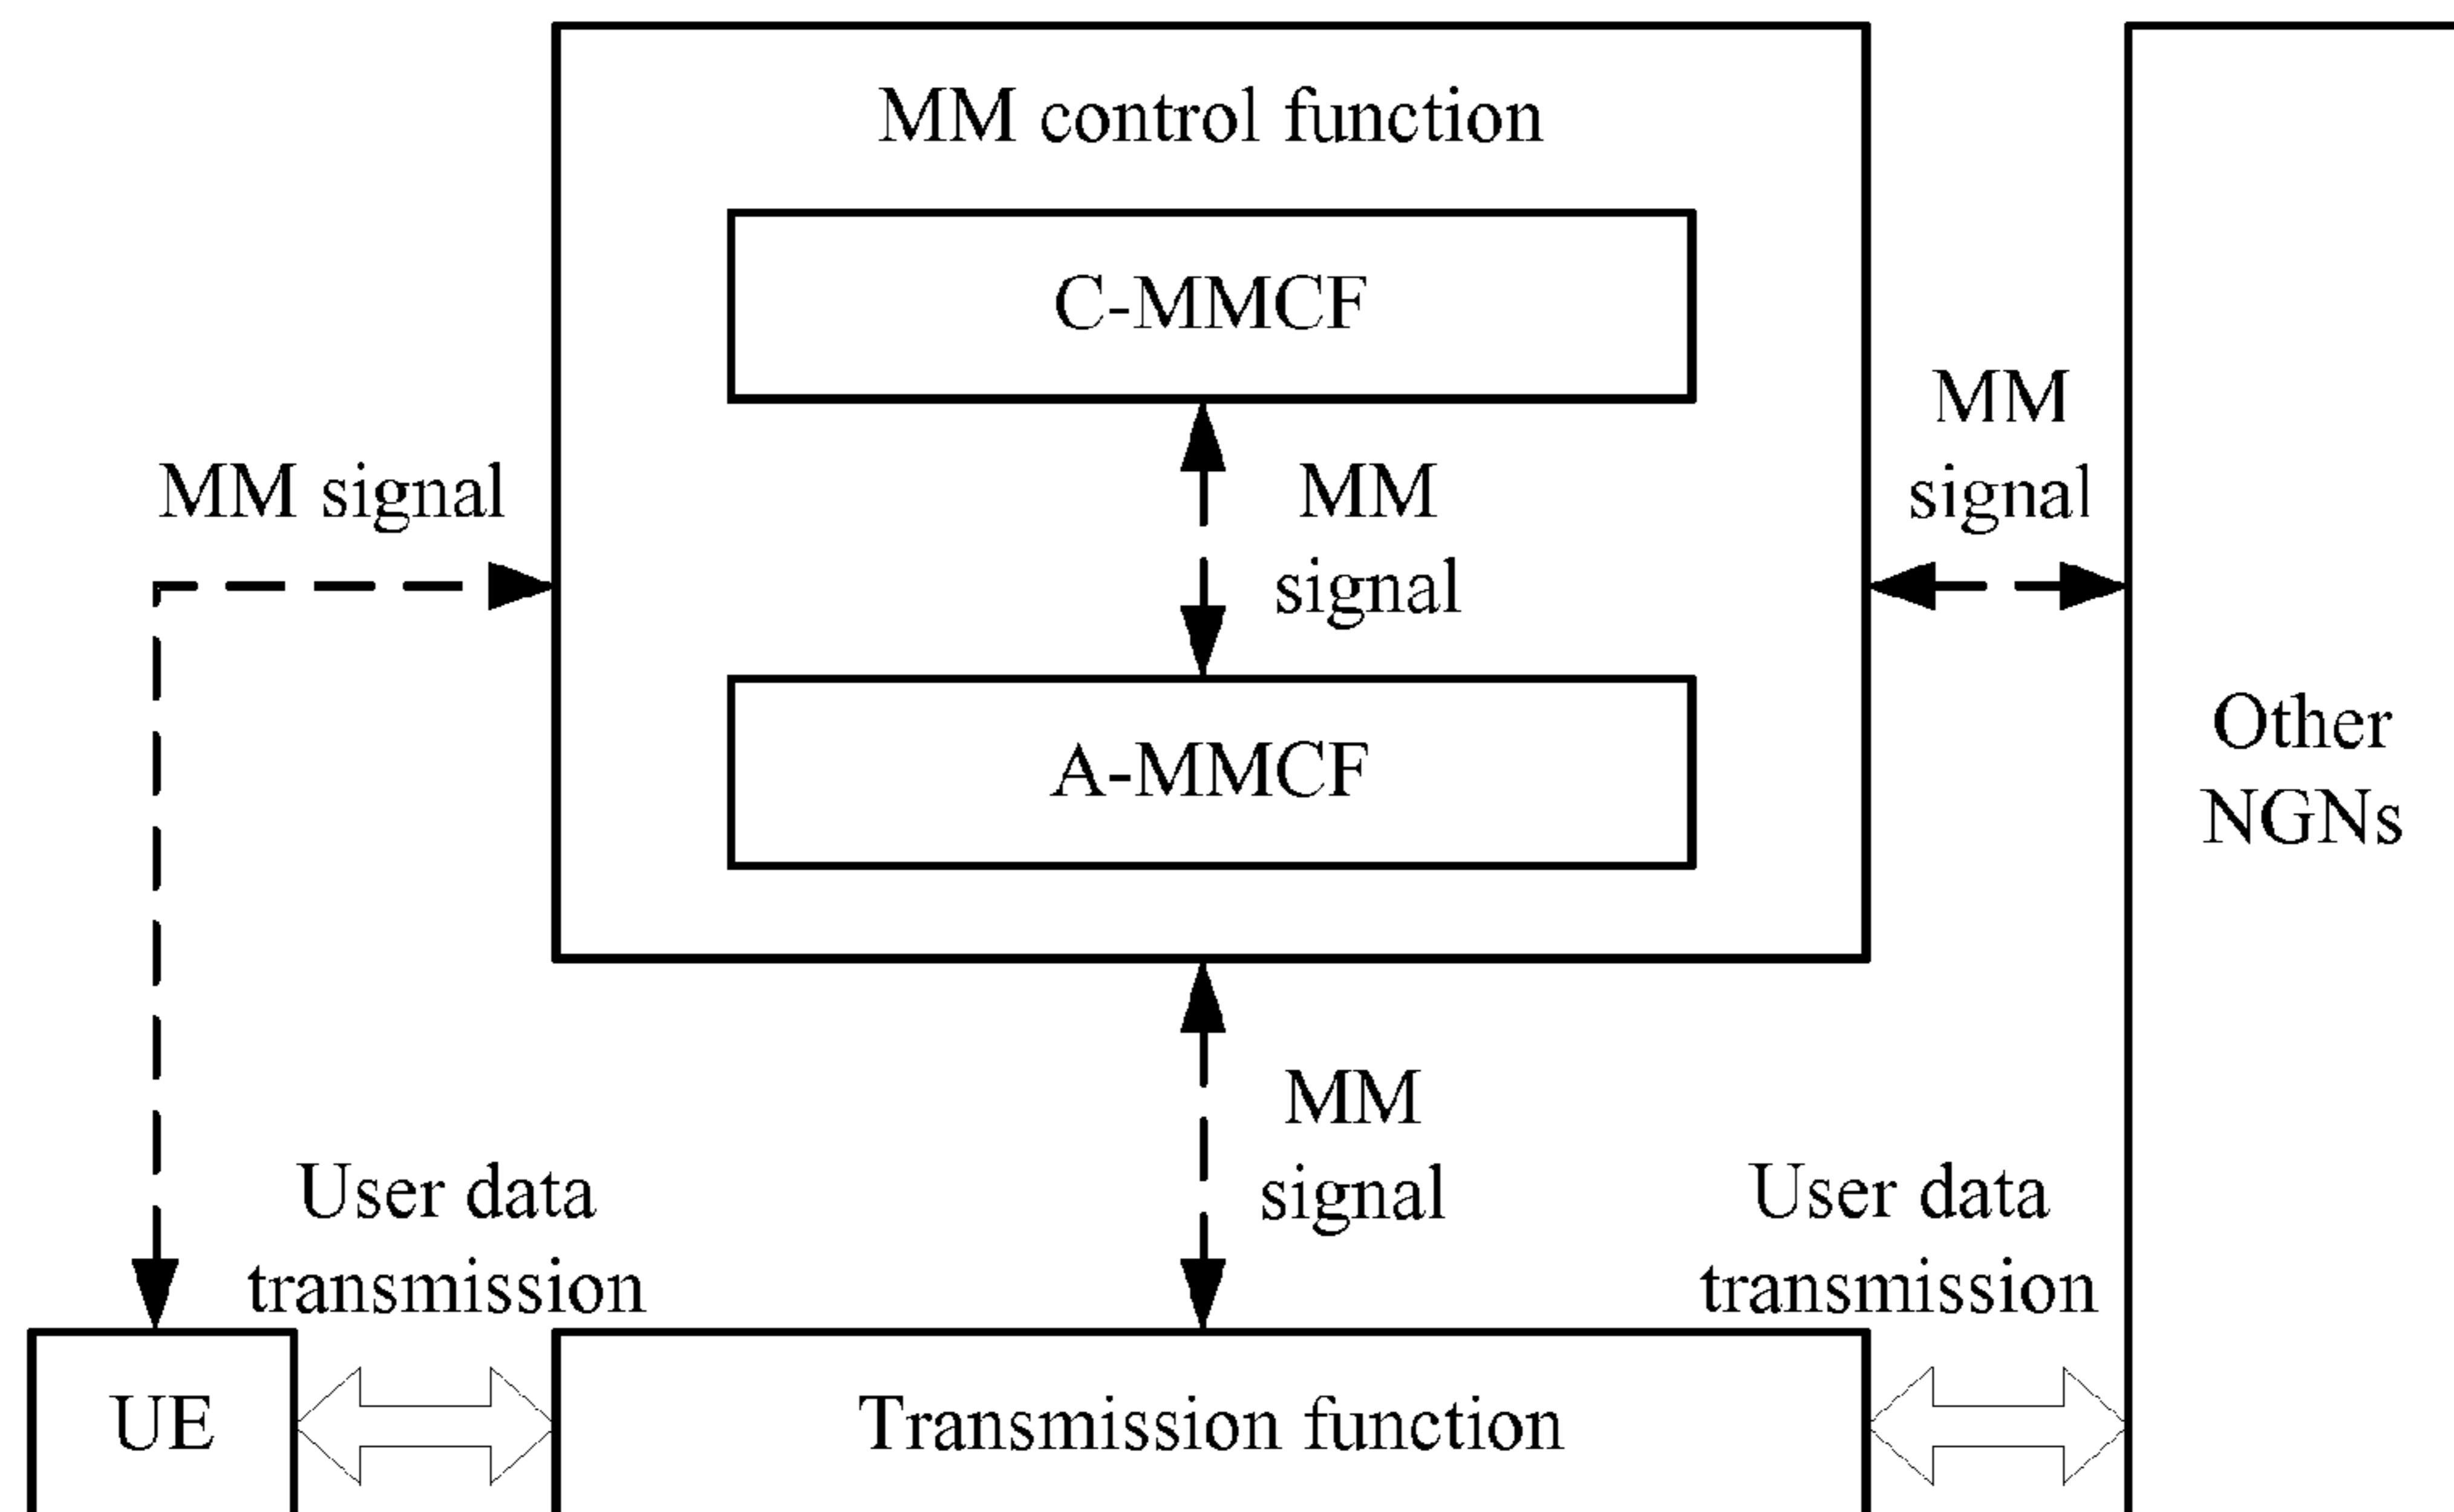 MM control function
C-MMCF
MM signal
MM
signal
MM
signal
A-MMCF
Other
NGNs
MM
signal
User data
transmission
User data
transmission
UE
Transmission function